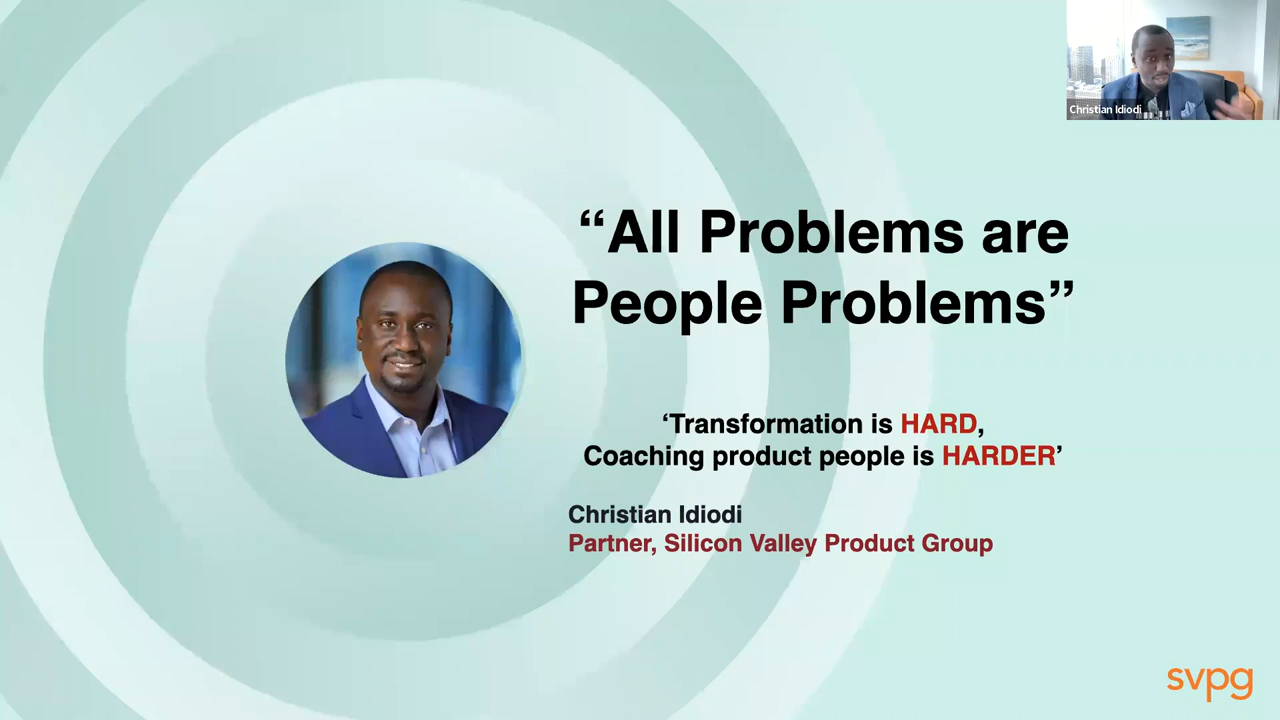 Christian Idiodi
“All Problems are
People Problems”
‘Transformation is HARD,
Coaching product people is HARDER’
Christian Idiodi
Partner, Silicon Valley Product Group
svpg